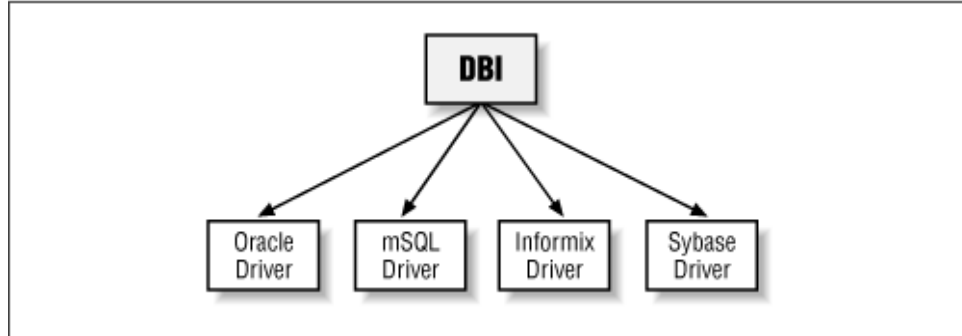 DBI
Oracle
Driver
mSQL
Driver
Informix
Driver
Sybase
Driver